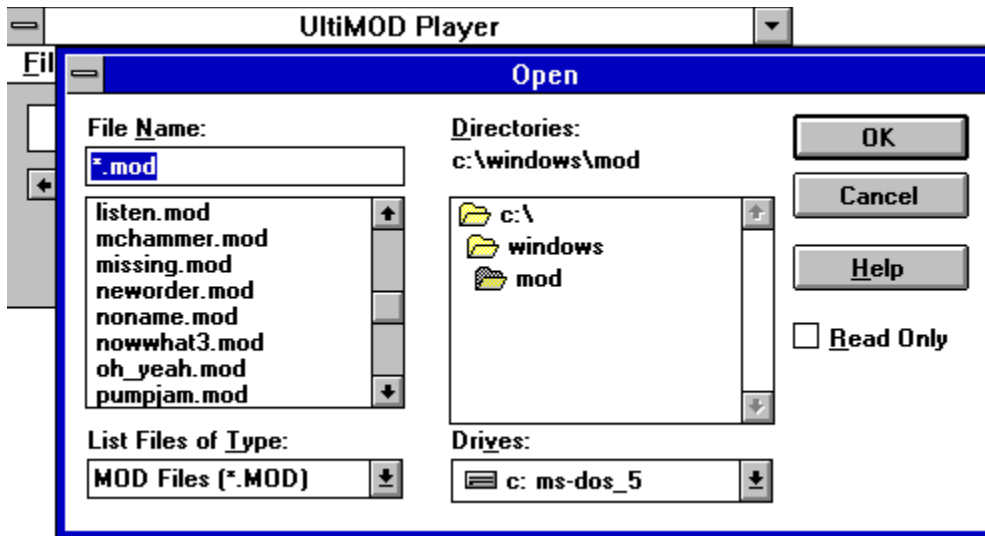 UltiMOD Player
Fil
Open
File Name:
*.mod
listen.mod
mchammer.mod
missing.mod
neworder.mod
noname.mod
nowwhat3.mod
oh_yeah.mod
pumpjam.mod
List Files of Type:
MOD Files (*.MOD)
Directories:
c:\windows\mod
c:\
windows
mod
Drives:
c: ms-dos_5
OK
Cancel
Help
Read Only